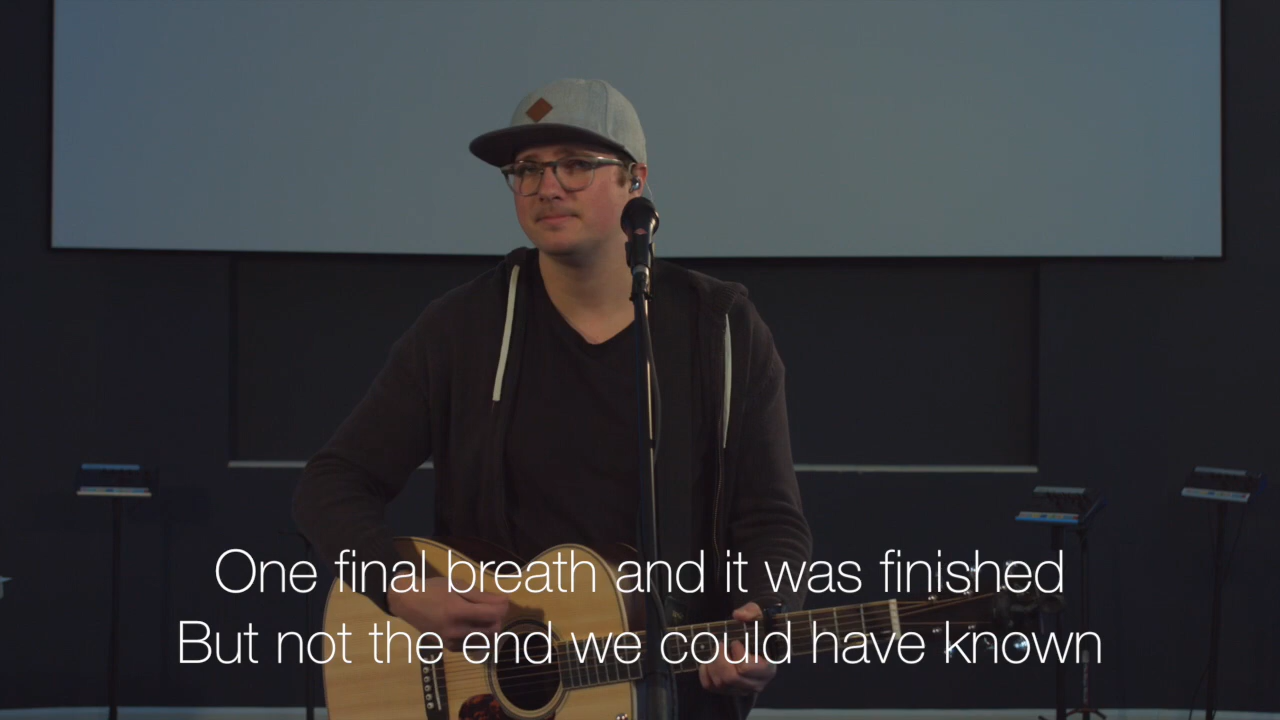 One final breath and it was finished
But not the end we could have known